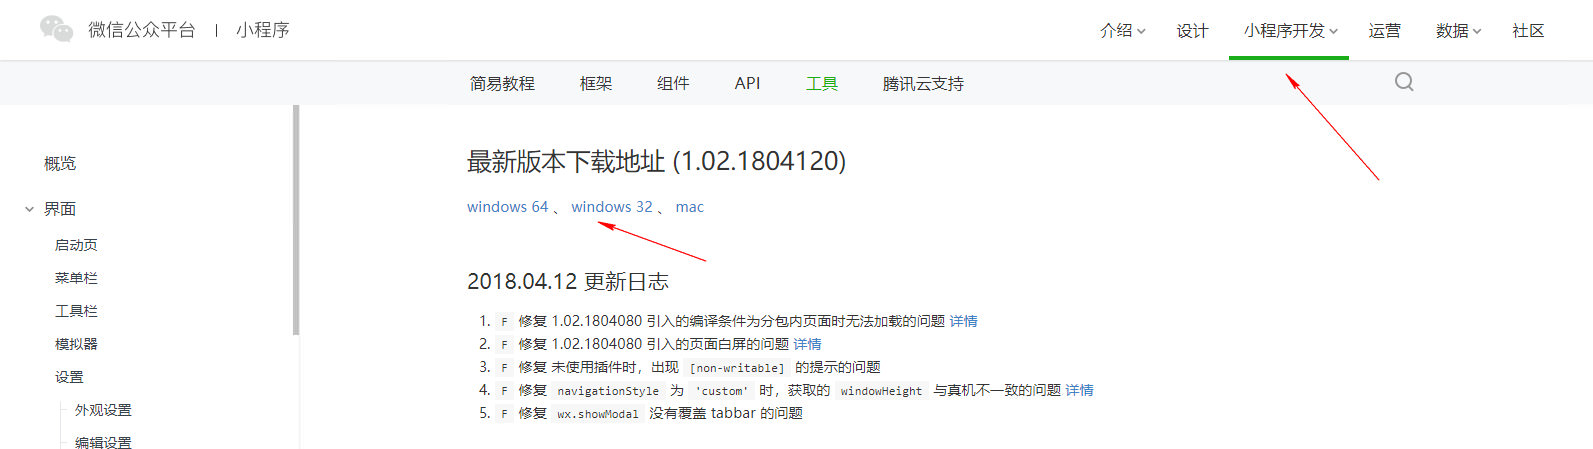 微信公众平台 | 小程序
介绍 设计 小程序开发 运营 数据 社区
简易教程 框架 组件 API 工具 腾讯云支持
概览
界面
启动页
菜单栏
工具栏
模拟器
设置
外观设置
编辑设置
最新版本下载地址 (1.02.1804120)
windows 64 、 windows 32 、 mac
2018.04.12 更新日志
1. F 修复 1.02.1804080 引入的编译条件为分包内页面时无法加载的问题 详情
2. F 修复 1.02.1804080 引入的页面白屏的问题 详情
3. F 修复 未使用插件时，出现 [non-writable] 的提示的问题
4. F 修复 navigationStyle 为 'custom' 时，获取的 windowHeight 与真机不一致的问题 详情
5. F 修复 wx.showModal 没有覆盖 tabbar 的问题